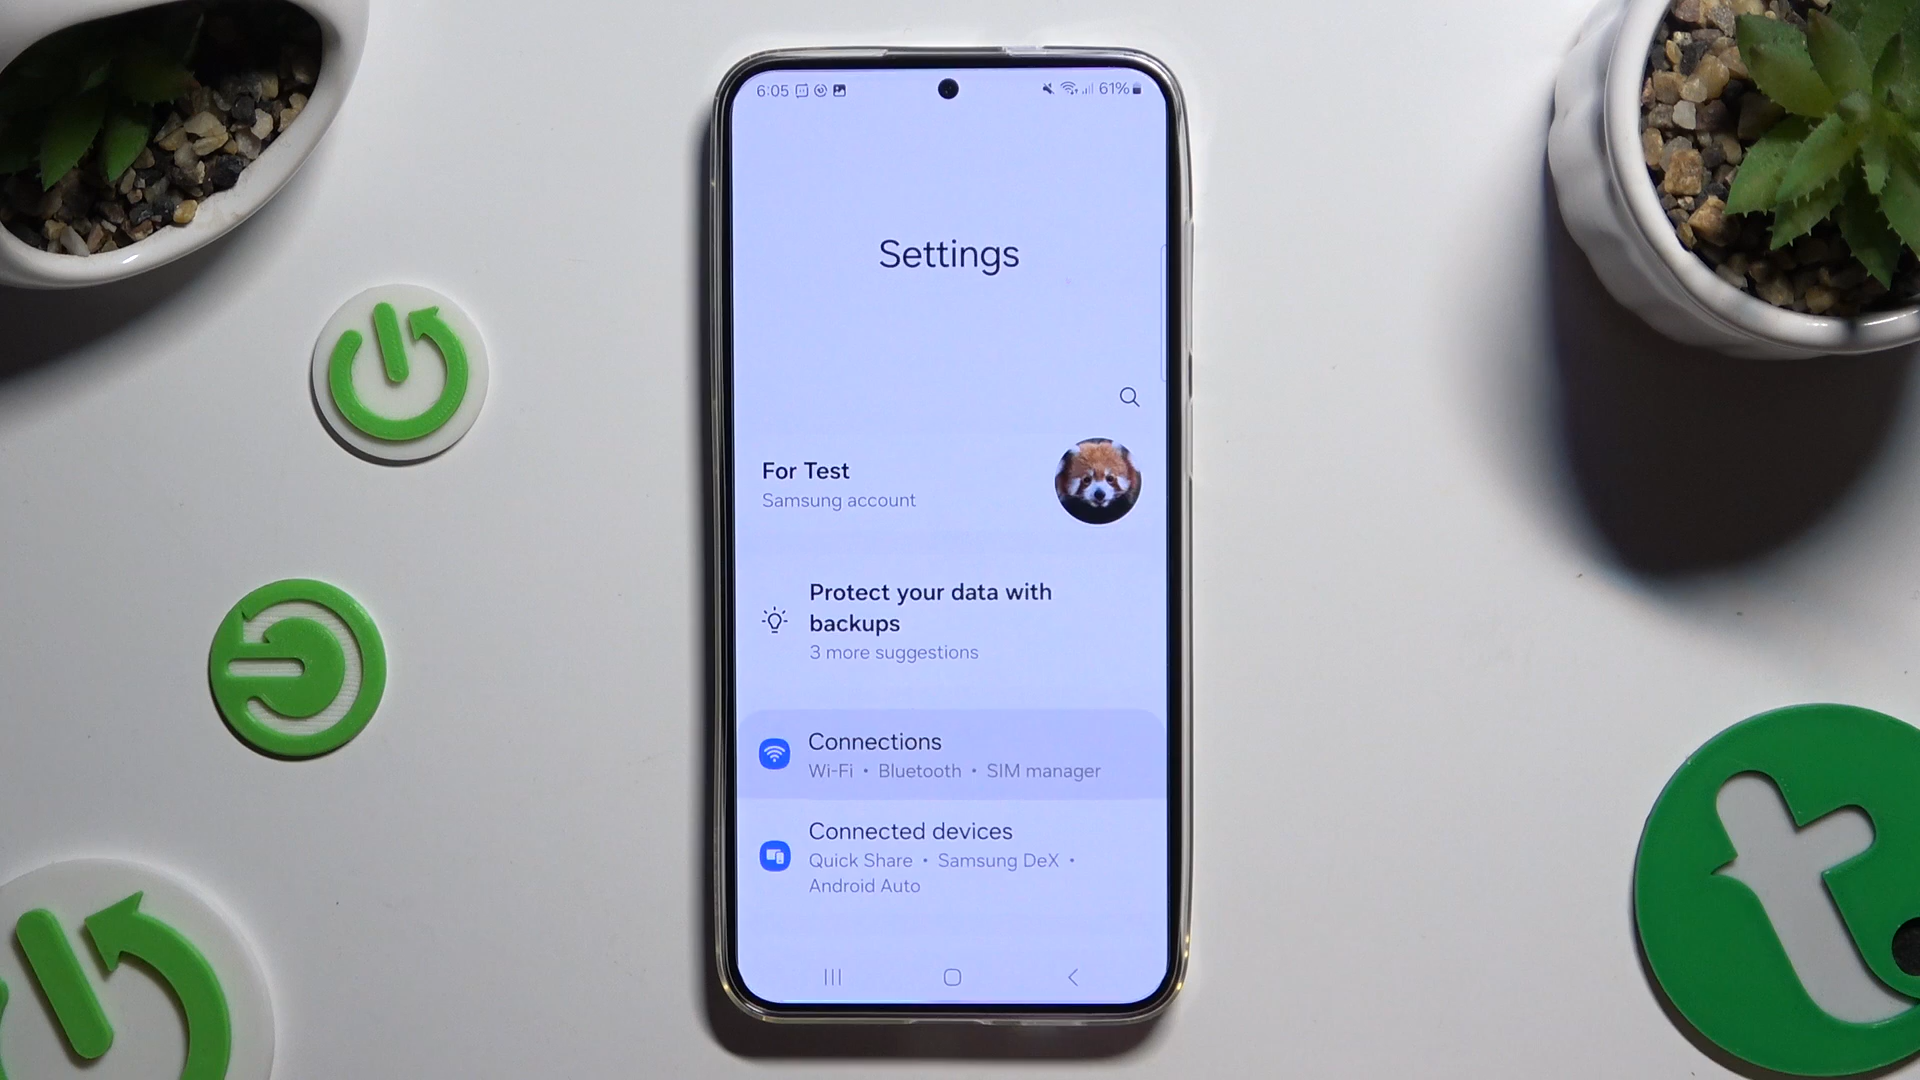 6:05 61%
Settings
For Test
Samsung account
Protect your data with
backups
3 more suggestions
Connections
Wi-Fi • Bluetooth • SIM manager
Connected devices
Quick Share • Samsung DeX •
Android Auto